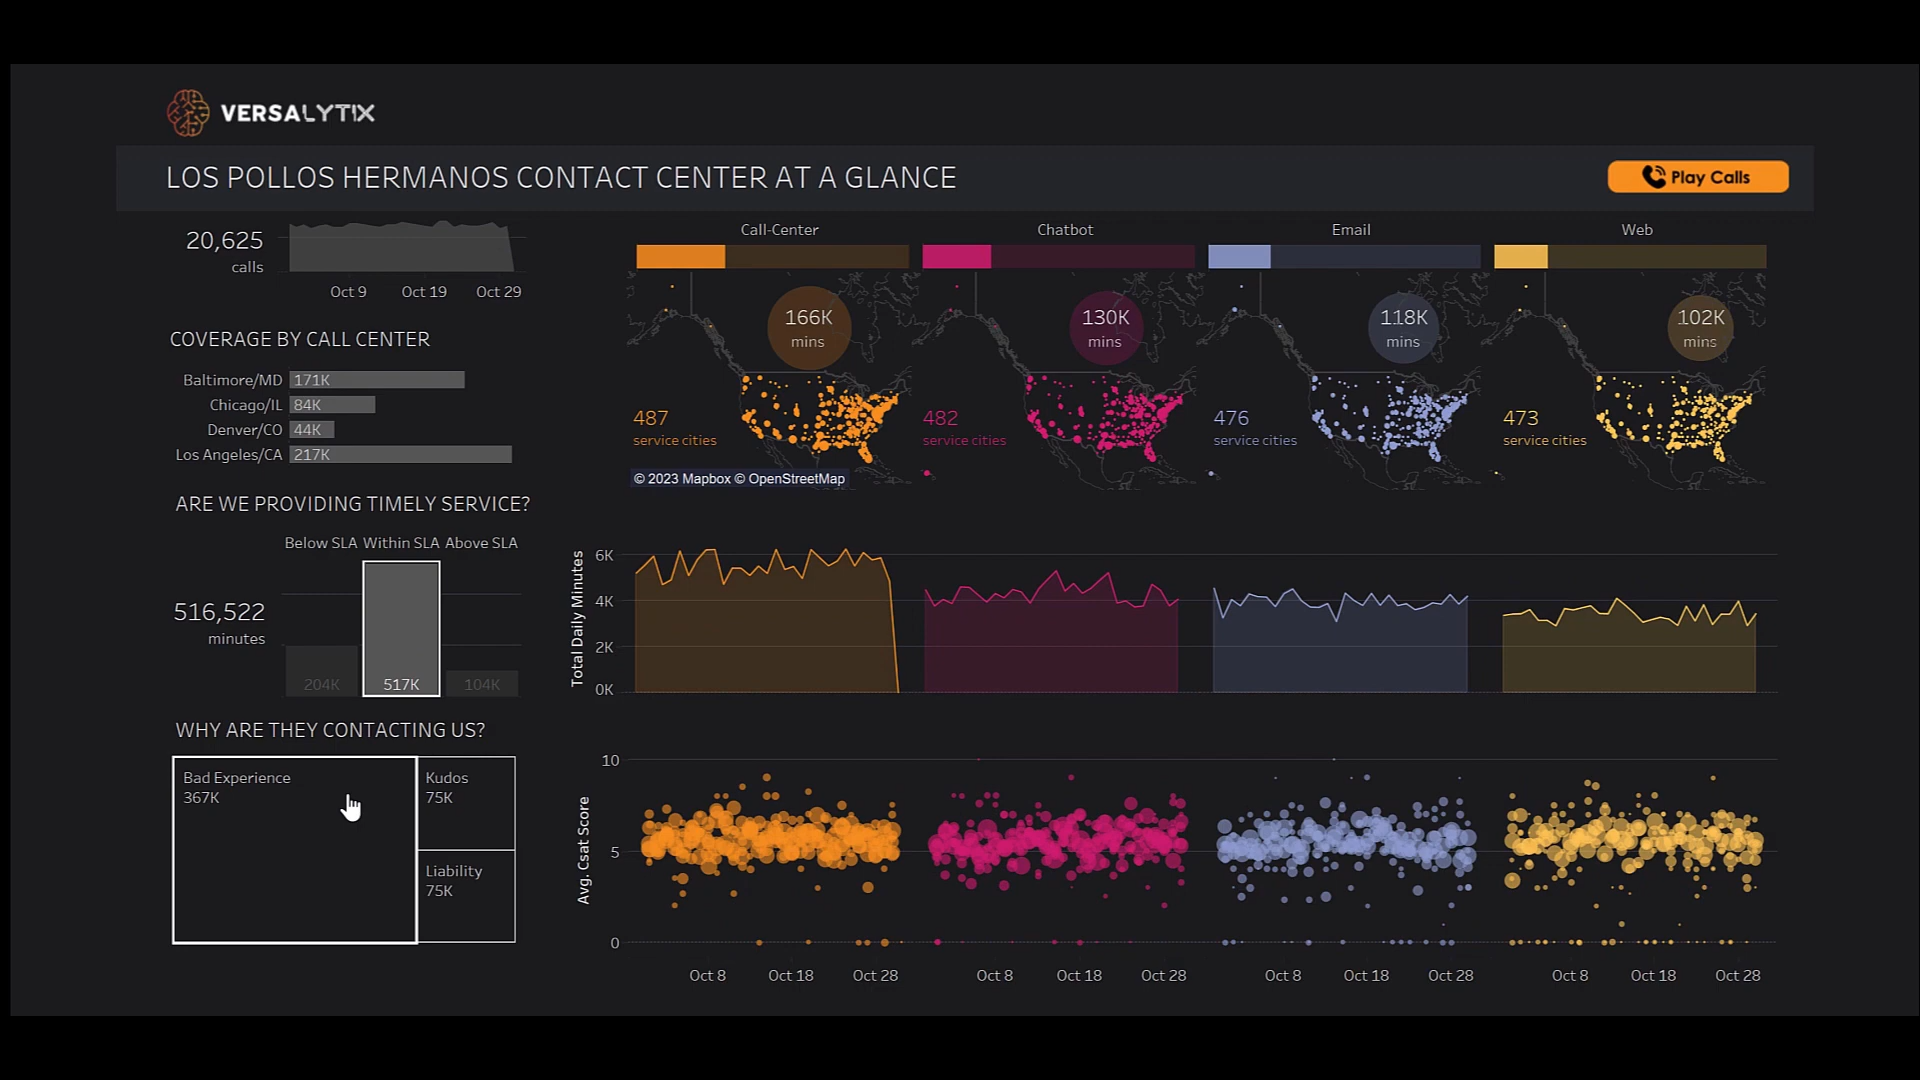 VERSALYTIX
LOS POLLOS HERMANOS CONTACT CENTER AT A GLANCE
Play Calls
20,625
calls
Oct 9 Oct 19 Oct 29
COVERAGE BY CALL CENTER
Baltimore/MD 171K
Chicago/IL 84K
Denver/CO 44K
Los Angeles/CA 217K
ARE WE PROVIDING TIMELY SERVICE?
Below SLA Within SLA Above SLA
516,522
minutes
204K 517K 104K
WHY ARE THEY CONTACTING US?
Bad Experience
367K
Kudos
75K
Liability
75K
Call-Center Chatbot Email Web
166K
mins
130K
mins
118K
mins
102K
mins
487
service cities
482
service cities
476
service cities
473
service cities
© 2023 Mapbox © OpenStreetMap
Total Daily Minutes
6K
4K
2K
0K
Avg. Csat Score
10
5
0
Oct 8 Oct 18 Oct 28 Oct 8 Oct 18 Oct 28 Oct 8 Oct 18 Oct 28 Oct 8 Oct 18 Oct 28